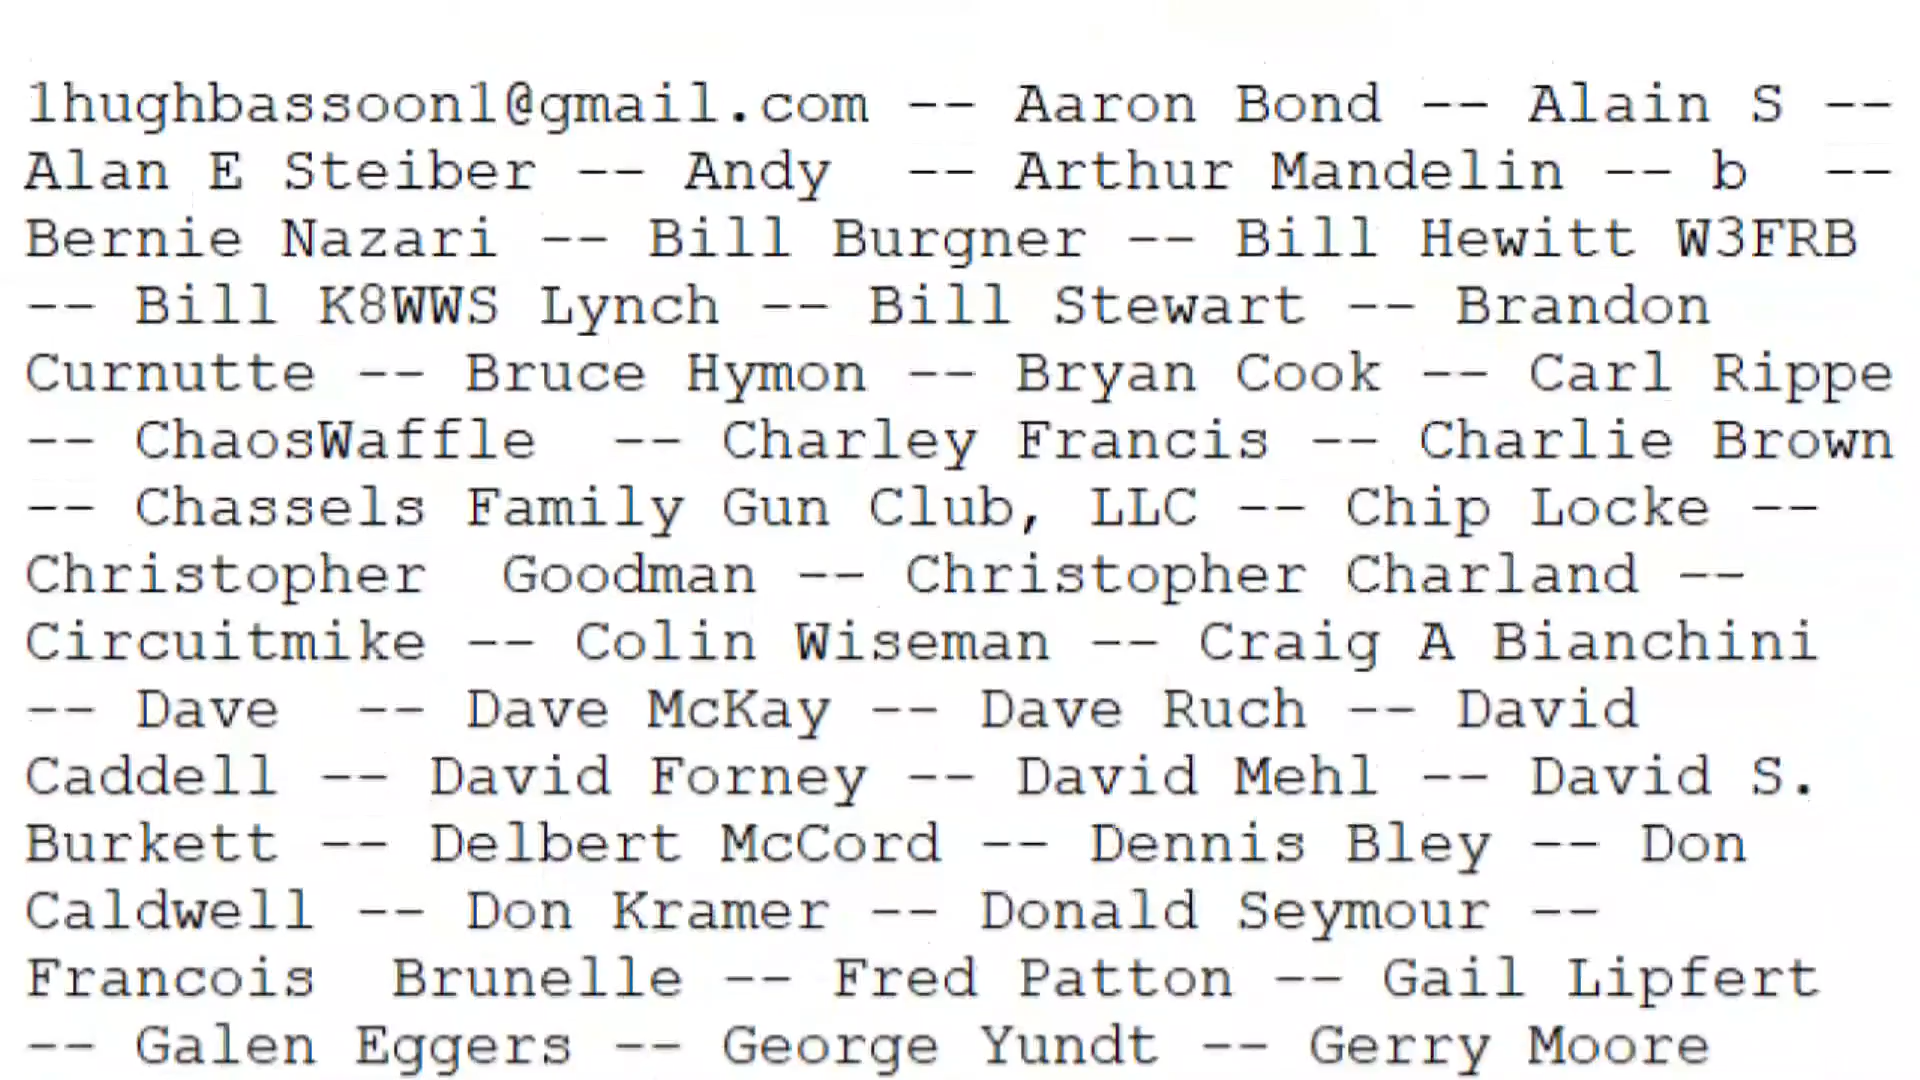 1hughbassoon1@gmail.com -- Aaron Bond -- Alain S --
Alan E Steiber -- Andy  -- Arthur Mandelin -- b  --
Bernie Nazari -- Bill Burgner -- Bill Hewitt W3FRB
-- Bill K8WWS Lynch -- Bill Stewart -- Brandon
Curnutte -- Bruce Hymon -- Bryan Cook -- Carl Rippe
-- ChaosWaffle  -- Charley Francis -- Charlie Brown
-- Chassels Family Gun Club, LLC -- Chip Locke --
Christopher  Goodman -- Christopher Charland --
Circuitmike -- Colin Wiseman -- Craig A Bianchini
-- Dave  -- Dave McKay -- Dave Ruch -- David
Caddell -- David Forney -- David Mehl -- David S.
Burkett -- Delbert McCord -- Dennis Bley -- Don
Caldwell -- Don Kramer -- Donald Seymour --
Francois  Brunelle -- Fred Patton -- Gail Lipfert
-- Galen Eggers -- George Yundt -- Gerry Moore